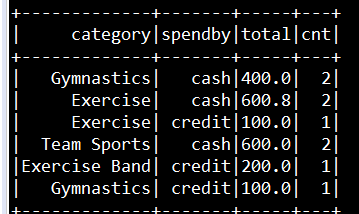 +-------------+-------+-----+---+
|     category|spendby|total|cnt|
+-------------+-------+-----+---+
|   Gymnastics|   cash|400.0|  2|
|     Exercise|   cash|600.8|  2|
|     Exercise| credit|100.0|  1|
|  Team Sports|   cash|600.0|  2|
|Exercise Band| credit|200.0|  1|
|   Gymnastics| credit|100.0|  1|
+-------------+-------+-----+---+